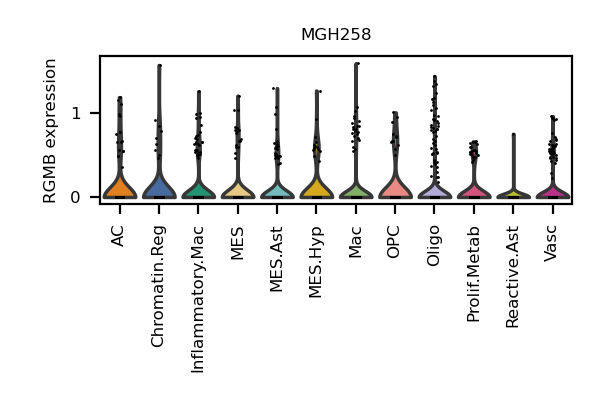 MGH258
RGMB expression
1
0
AC
Chromatin.Reg
Inflammatory.Mac
MES
MES.Ast
MES.Hyp
Mac
OPC
Oligo
Prolif.Metab
Reactive.Ast
Vasc